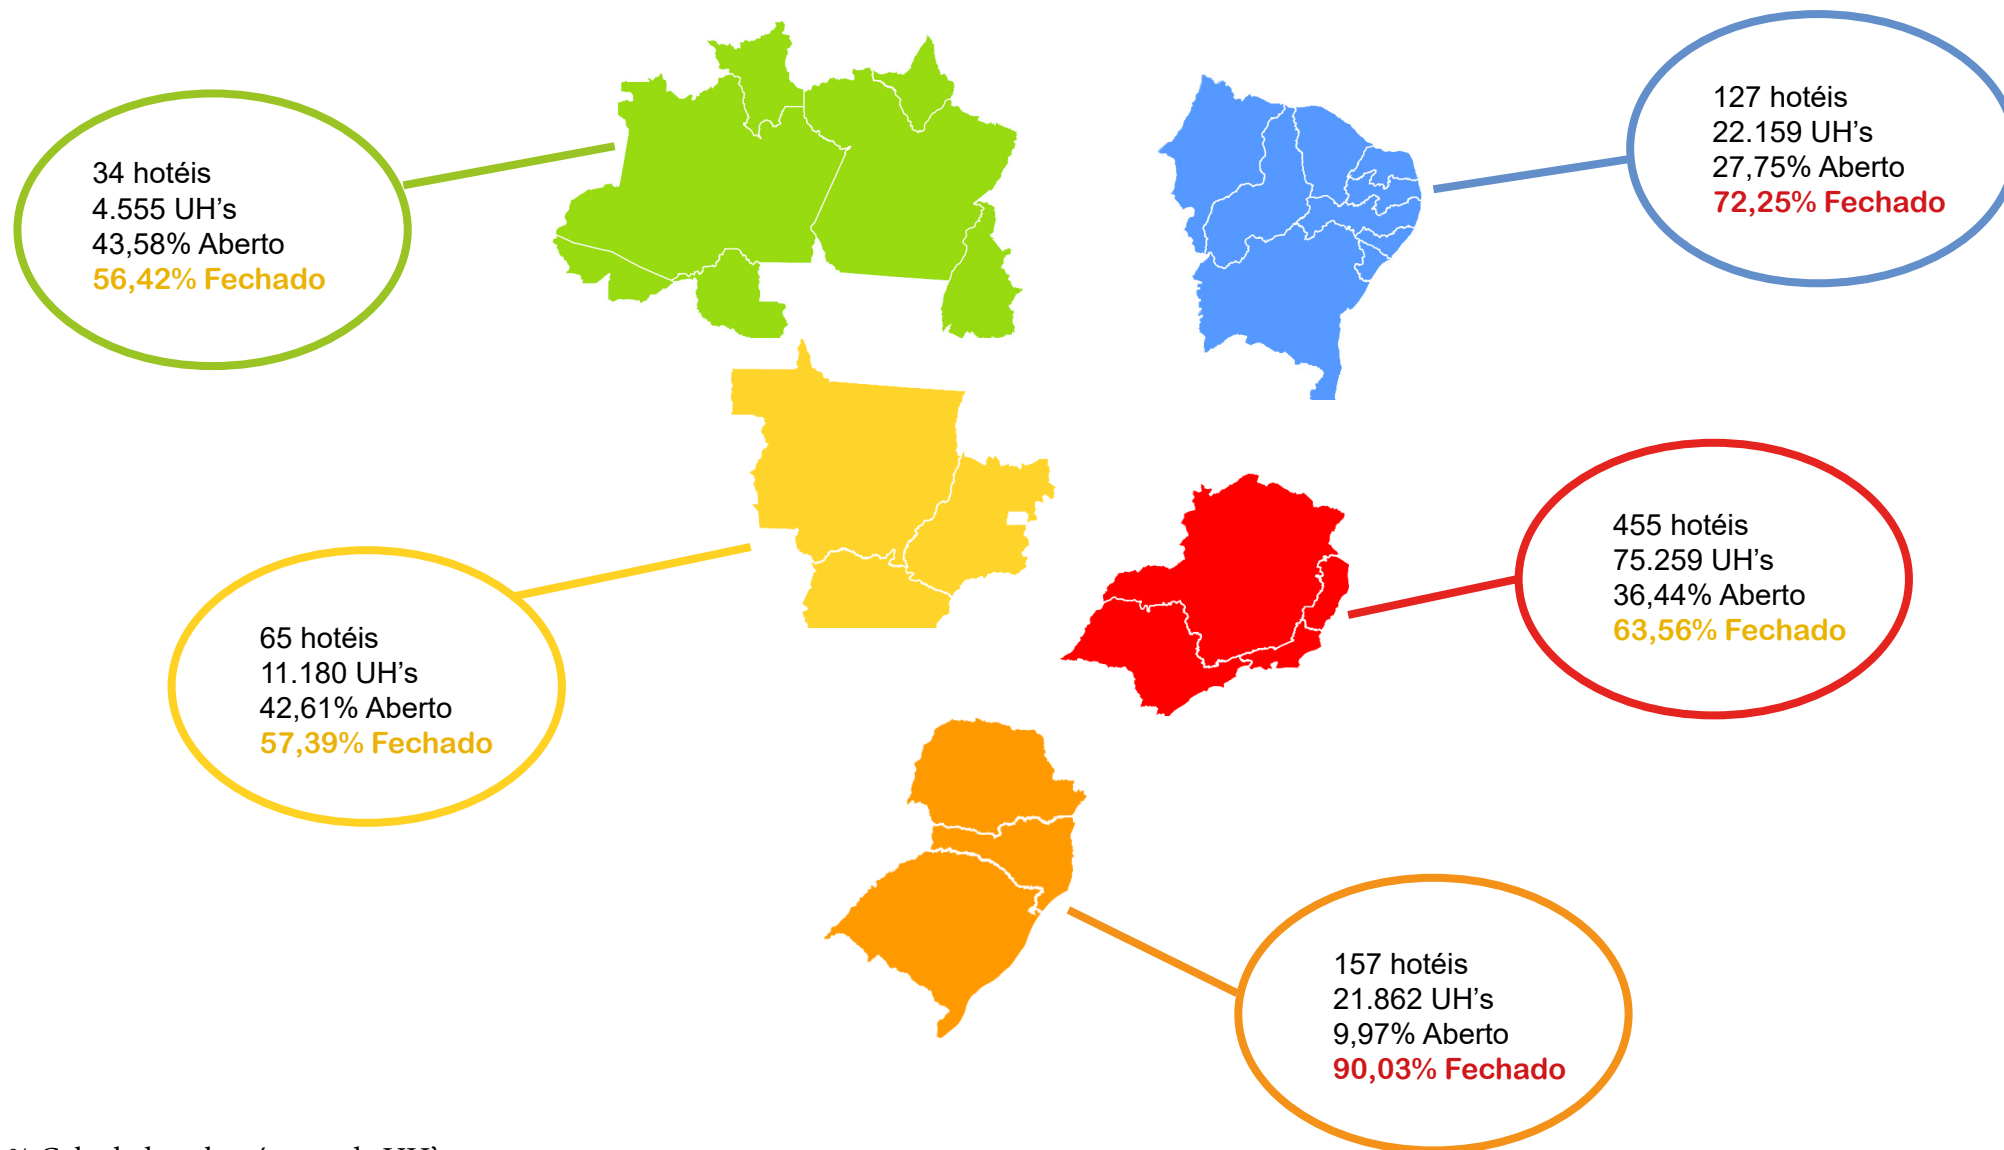 34 hotéis
4.555 UH’s
43,58% Aberto
56,42% Fechado
127 hotéis
22.159 UH’s
27,75% Aberto
72,25% Fechado
65 hotéis
11.180 UH’s
42,61% Aberto
57,39% Fechado
455 hotéis
75.259 UH’s
36,44% Aberto
63,56% Fechado
157 hotéis
21.862 UH’s
9,97% Aberto
90,03% Fechado